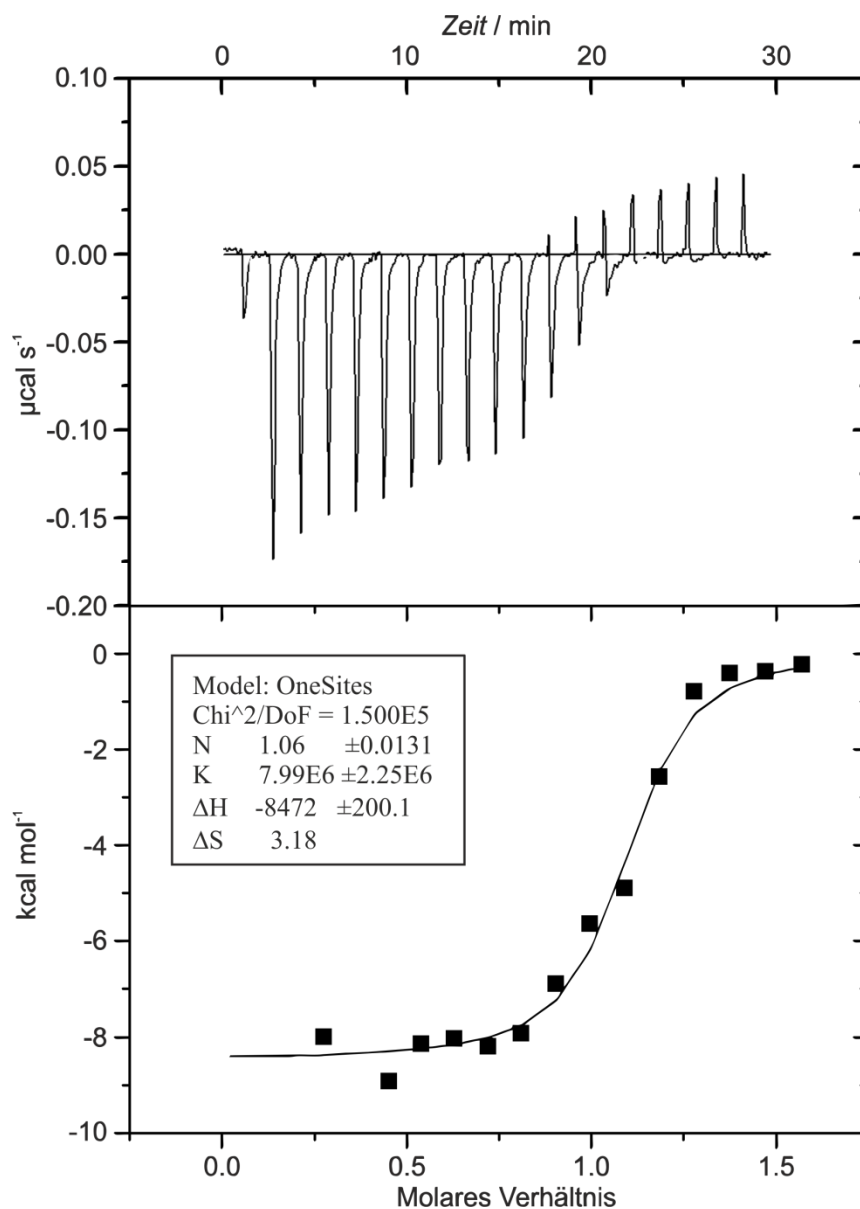 Zeit / min
0 10 20 30
0.10
0.05
0.00
-0.05
-0.10
-0.15
-0.20
µcal s⁻¹
0
-2
-4
-6
-8
-10
kcal mol⁻¹
Model: OneSites
Chi^2/DoF = 1.500E5
N 1.06 ±0.0131
K 7.99E6 ±2.25E6
ΔH -8472 ±200.1
ΔS 3.18
0.0 0.5 1.0 1.5
Molares Verhältnis